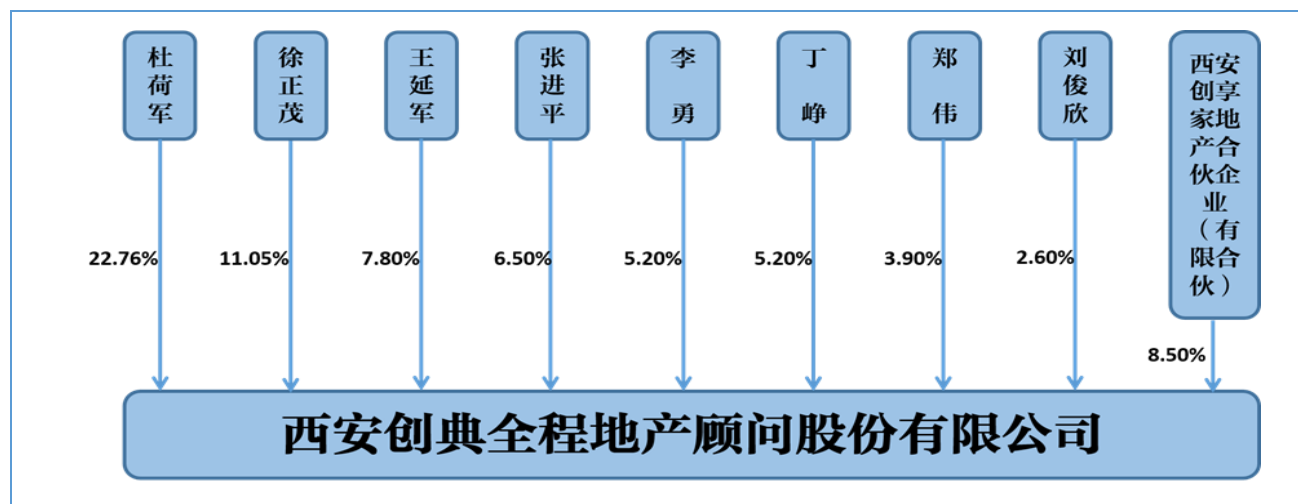 杜荷军
徐正茂
王延军
张进平
李勇
丁峥
郑伟
刘俊欣
西安
创享
家地
产合
伙企
业
（有
限合
伙）
22.76%
11.05%
7.80%
6.50%
5.20%
5.20%
3.90%
2.60%
8.50%
西安创典全程地产顾问股份有限公司